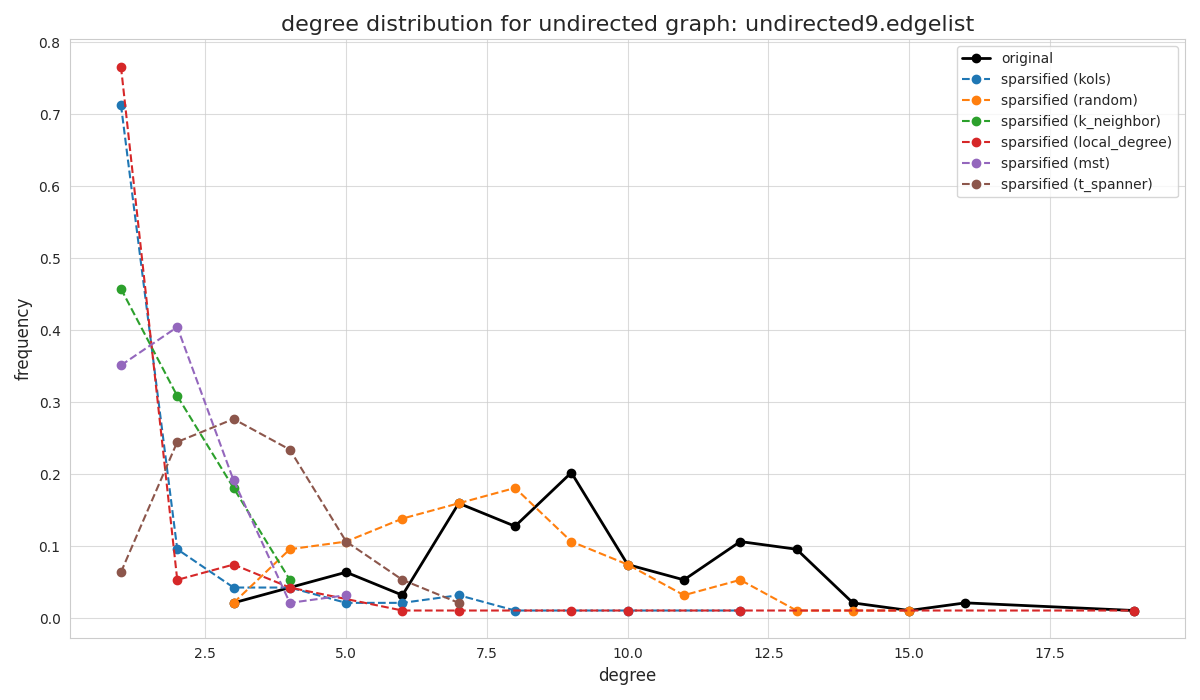 degree distribution for undirected graph: undirected9.edgelist
original
sparsified (kols)
sparsified (random)
sparsified (k_neighbor)
sparsified (local_degree)
sparsified (mst)
sparsified (t_spanner)
frequency
0.8
0.7
0.6
0.5
0.4
0.3
0.2
0.1
0.0
2.5 5.0 7.5 10.0 12.5 15.0 17.5
degree